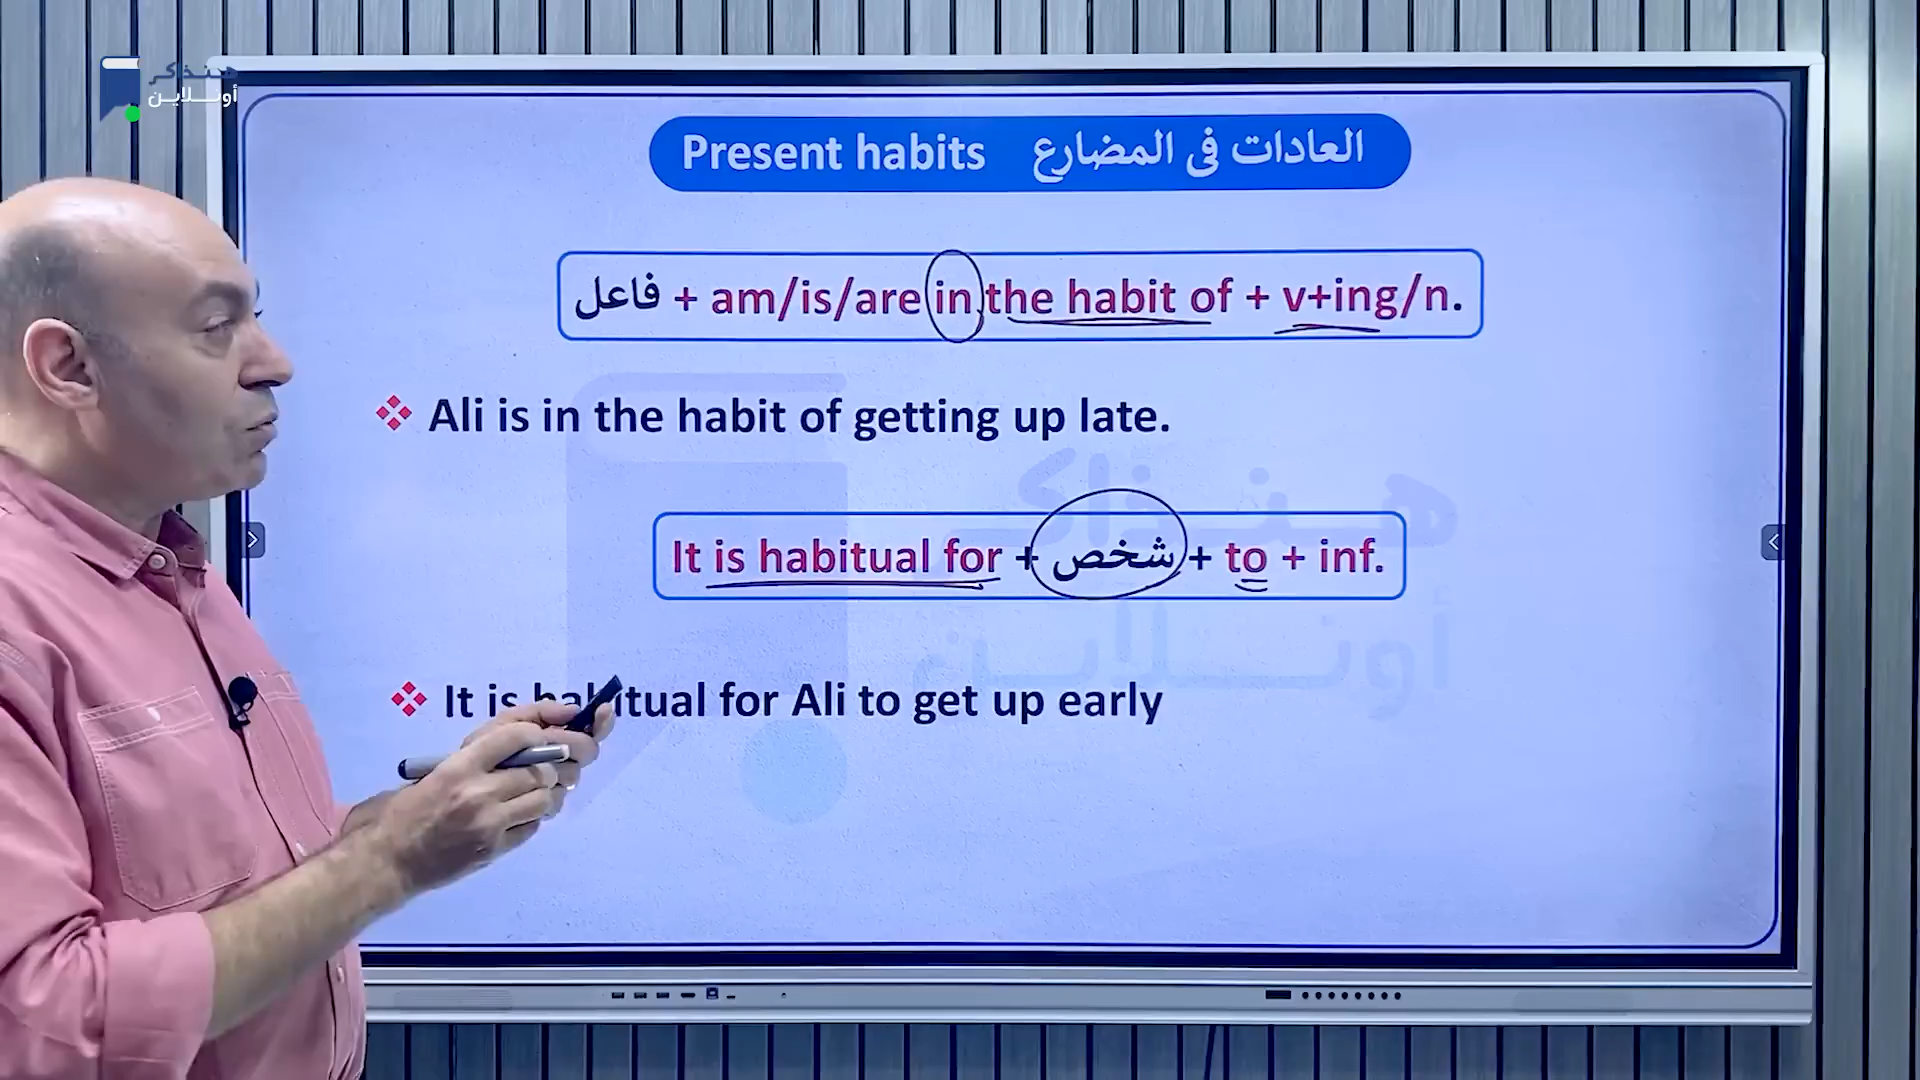 هنذاكر
أونلاين
Present habits العادات فى المضارع
فاعل + am/is/are in the habit of + v+ing/n.
Ali is in the habit of getting up late.
It is habitual for + شخص + to + inf.
It is habitual for Ali to get up early
هنذاكر
أونلاين